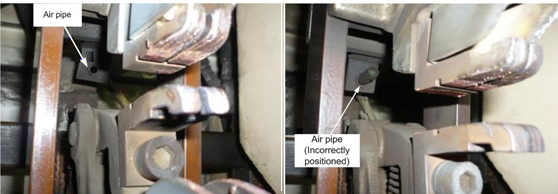 Air pipe
Air pipe
(Incorrectly
positioned)